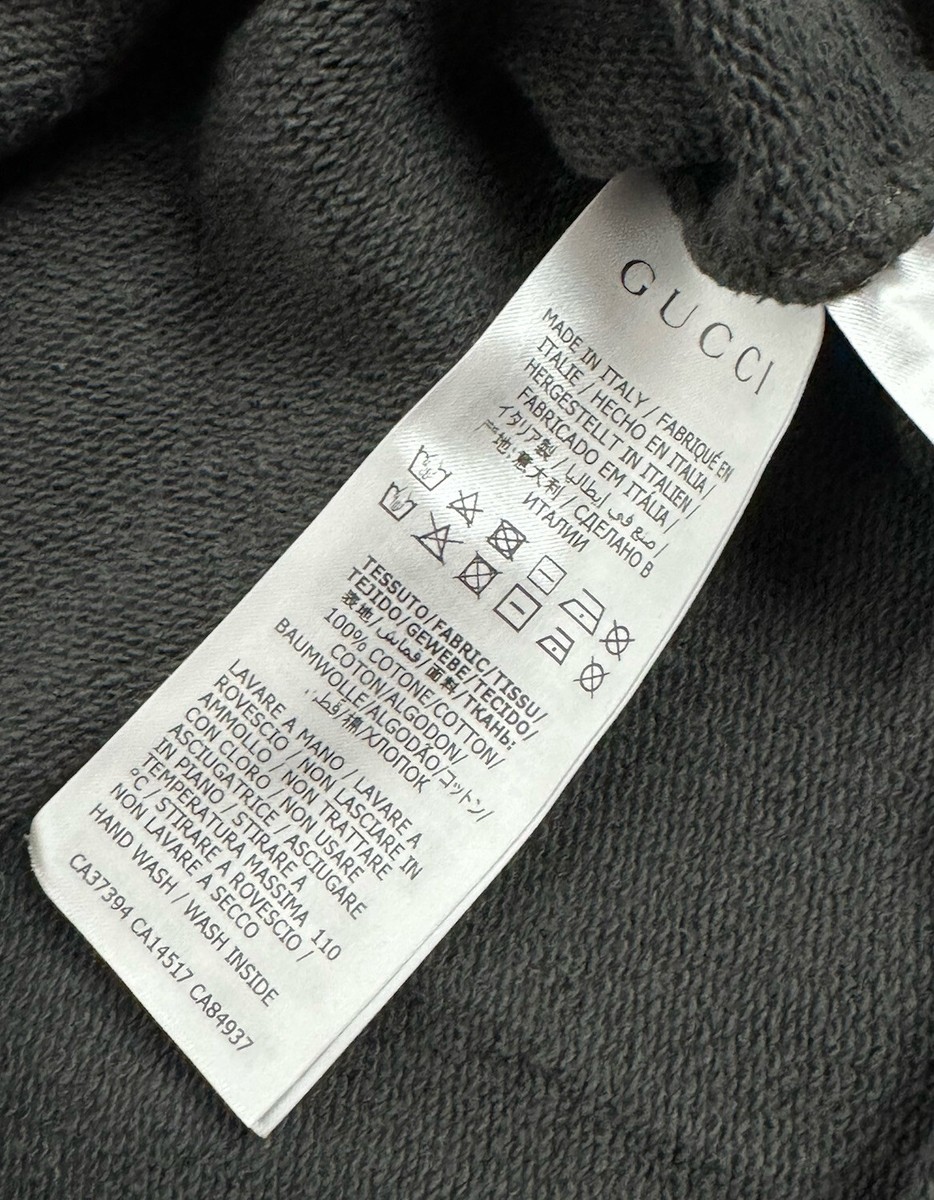 GUCCI
MADE IN ITALY / FABRIQUÉ EN
ITALIE / HECHO EN ITALIA /
HERGESTELLT IN ITALIEN /
FABRICADO EM ITÁLIA /
イタリア製 / صنع في ايطاليا /
产地:意大利 / СДЕЛАНО В
ИТАЛИИ
TESSUTO/FABRIC/TISSU/
TEJIDO/GEWEBE/TECIDO/
表地/قماش/面料/ТКАНЬ:
100% COTONE/COTTON/
COTON/ALGODON/
BAUMWOLLE/ALGODÃO/コットン/
قطن/棉/ХЛОПОК
LAVARE A MANO / LAVARE A
ROVESCIO / NON LASCIARE IN
AMMOLLO / NON TRATTARE
CON CLORO / NON USARE
ASCIUGATRICE / ASCIUGARE
IN PIANO / STIRARE A
TEMPERATURA MASSIMA 110
°C / STIRARE A ROVESCIO /
NON LAVARE A SECCO
HAND WASH / WASH INSIDE
CA37394 CA14517 CA84937